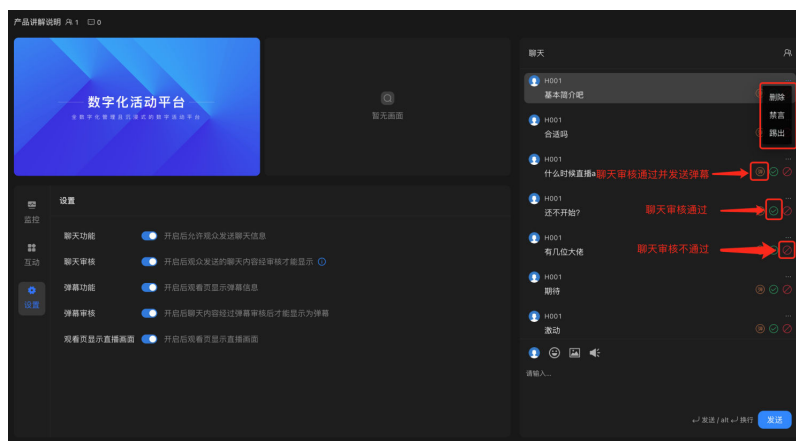 产品讲解说明 1 0
数字化活动平台
全数字化管理且沉浸式的数字活动平台
暂无画面
监控
互动
设置
设置
聊天功能 开启后允许观众发送聊天信息
聊天审核 开启后观众发送的聊天内容经审核才能显示
弹幕功能 开启后观看页显示弹幕信息
弹幕审核 开启后聊天内容经过弹幕审核后才能显示为弹幕
观看页显示直播画面 开启后观看页显示直播画面
聊天
H001
基本简介吧
删除
禁言
踢出
H001
合适吗
H001
什么时候直播a聊天审核通过并发送弹幕 弹
H001
还不开始? 聊天审核通过
H001
有几位大佬 聊天审核不通过
H001
期待 弹
H001
激动 弹
请输入...
发送 / alt 换行 发送